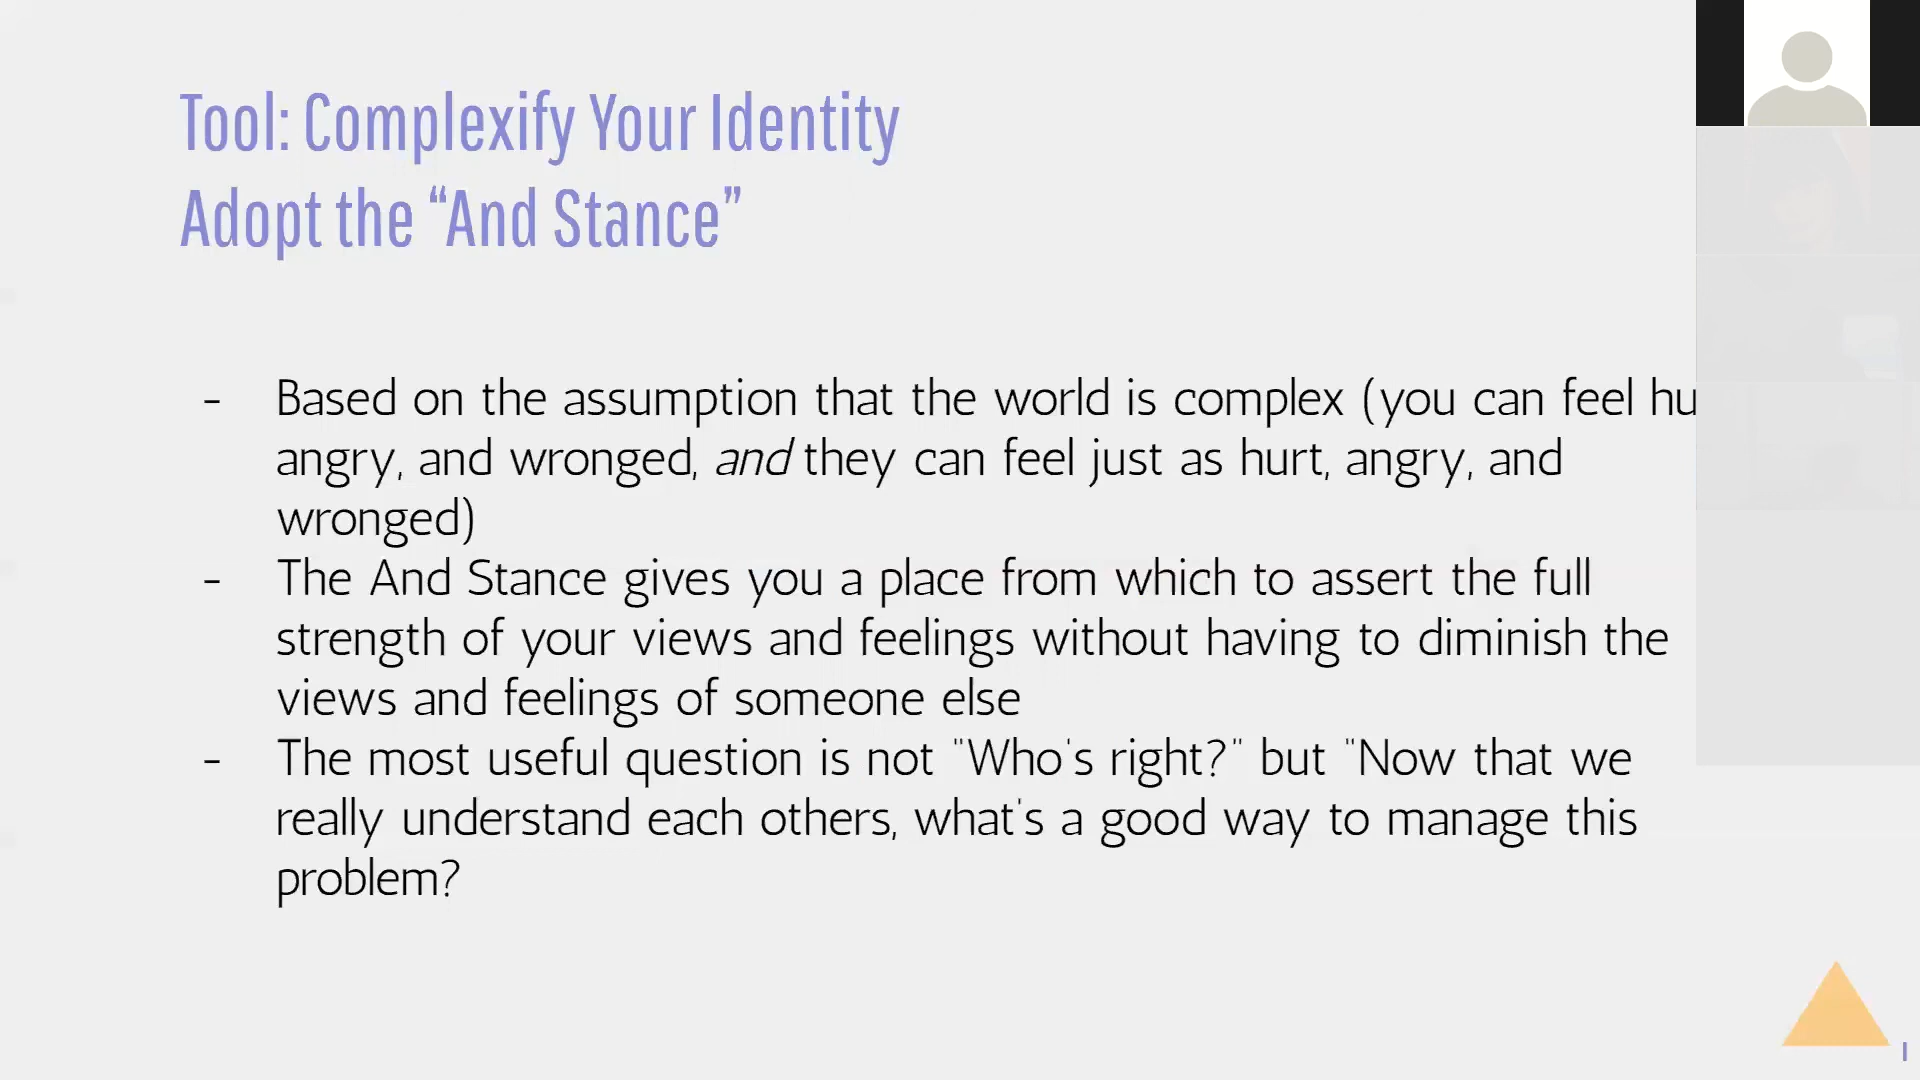 Tool: Complexify Your Identity
Adopt the “And Stance”
- Based on the assumption that the world is complex (you can feel hu
angry, and wronged, and they can feel just as hurt, angry, and
wronged)
- The And Stance gives you a place from which to assert the full
strength of your views and feelings without having to diminish the
views and feelings of someone else
- The most useful question is not "Who's right?" but "Now that we
really understand each others, what's a good way to manage this
problem?